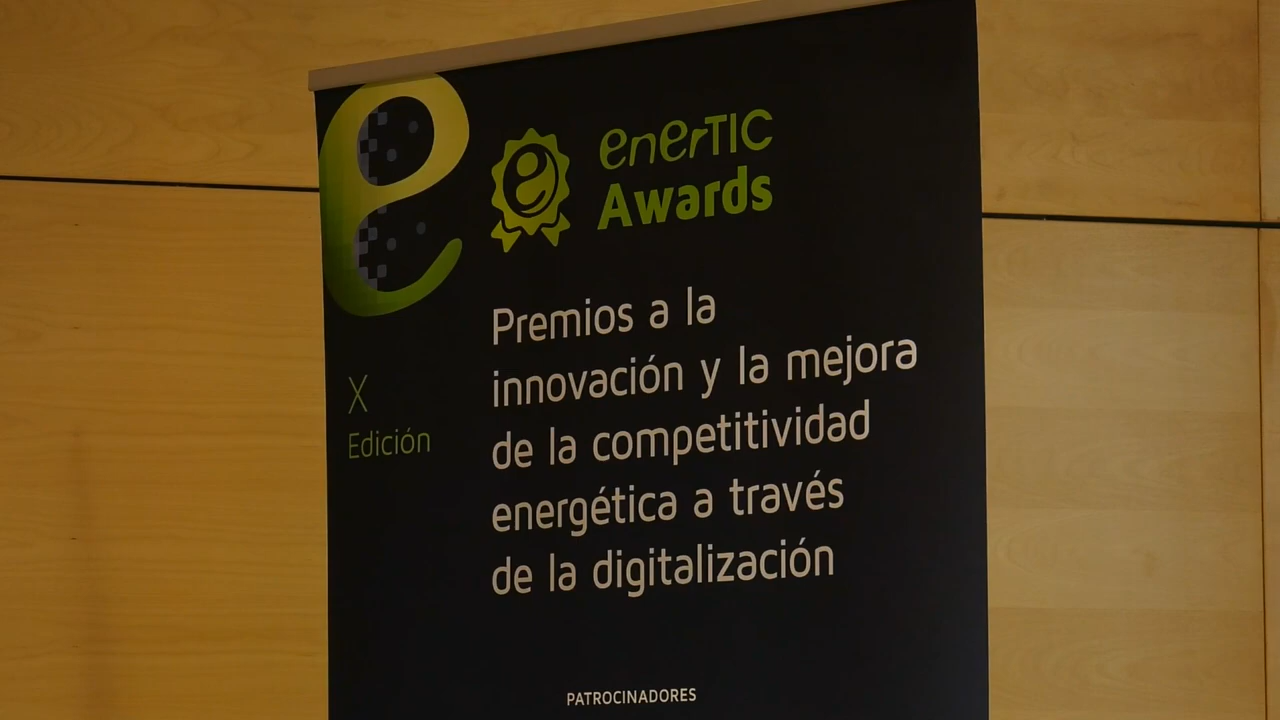 enerTIC
Awards
Premios a la
innovación y la mejora
de la competitividad
energética a través
de la digitalización
X
Edición
PATROCINADORES